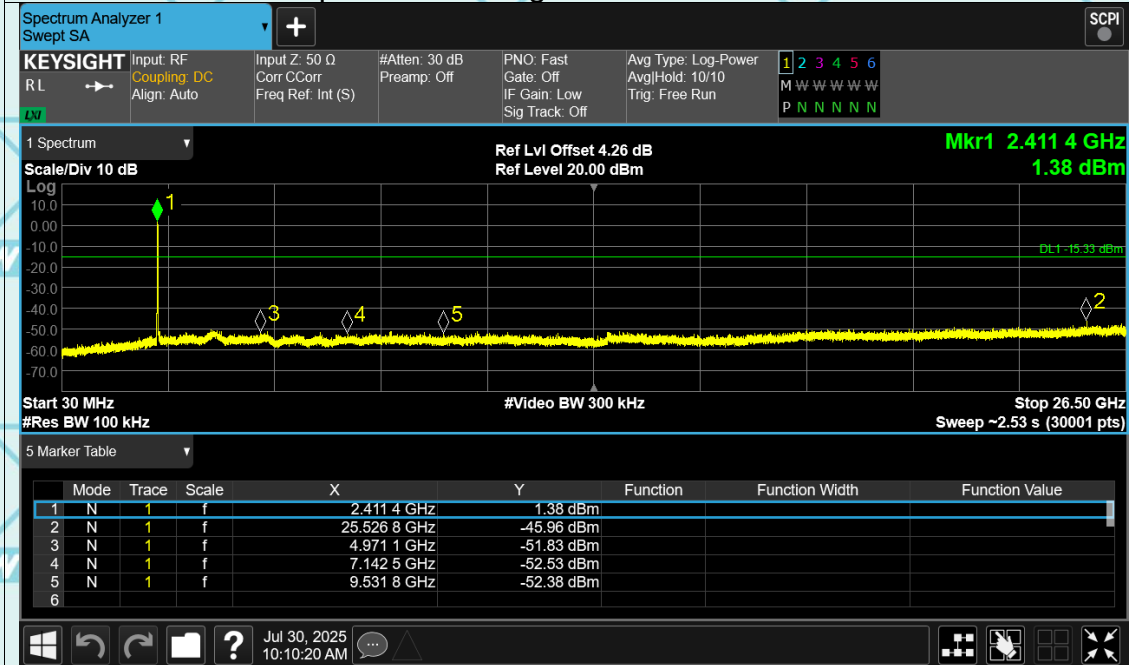 Spectrum Analyzer 1
Swept SA
SCPI
KEYSIGHT
R L
LXI
Input: RF
Coupling: DC
Align: Auto
Input Z: 50 Ω
Corr CCorr
Freq Ref: Int (S)
#Atten: 30 dB
Preamp: Off
PNO: Fast
Gate: Off
IF Gain: Low
Sig Track: Off
Avg Type: Log-Power
Avg|Hold: 10/10
Trig: Free Run
1 2 3 4 5 6
M W W W W W
P N N N N N
1 Spectrum
Scale/Div 10 dB
Ref Lvl Offset 4.26 dB
Ref Level 20.00 dBm
Mkr1 2.411 4 GHz
1.38 dBm
Log
10.0
0.00
-10.0
-20.0
-30.0
-40.0
-50.0
-60.0
-70.0
1
DL1 -15.33 dBm
2
3
4
5
Start 30 MHz
#Video BW 300 kHz
Stop 26.50 GHz
#Res BW 100 kHz
Sweep ~2.53 s (30001 pts)
5 Marker Table
Mode Trace Scale X Y Function Function Width Function Value
1 N 1 f 2.411 4 GHz 1.38 dBm
2 N 1 f 25.526 8 GHz -45.96 dBm
3 N 1 f 4.971 1 GHz -51.83 dBm
4 N 1 f 7.142 5 GHz -52.53 dBm
5 N 1 f 9.531 8 GHz -52.38 dBm
6
?
Jul 30, 2025
10:10:20 AM